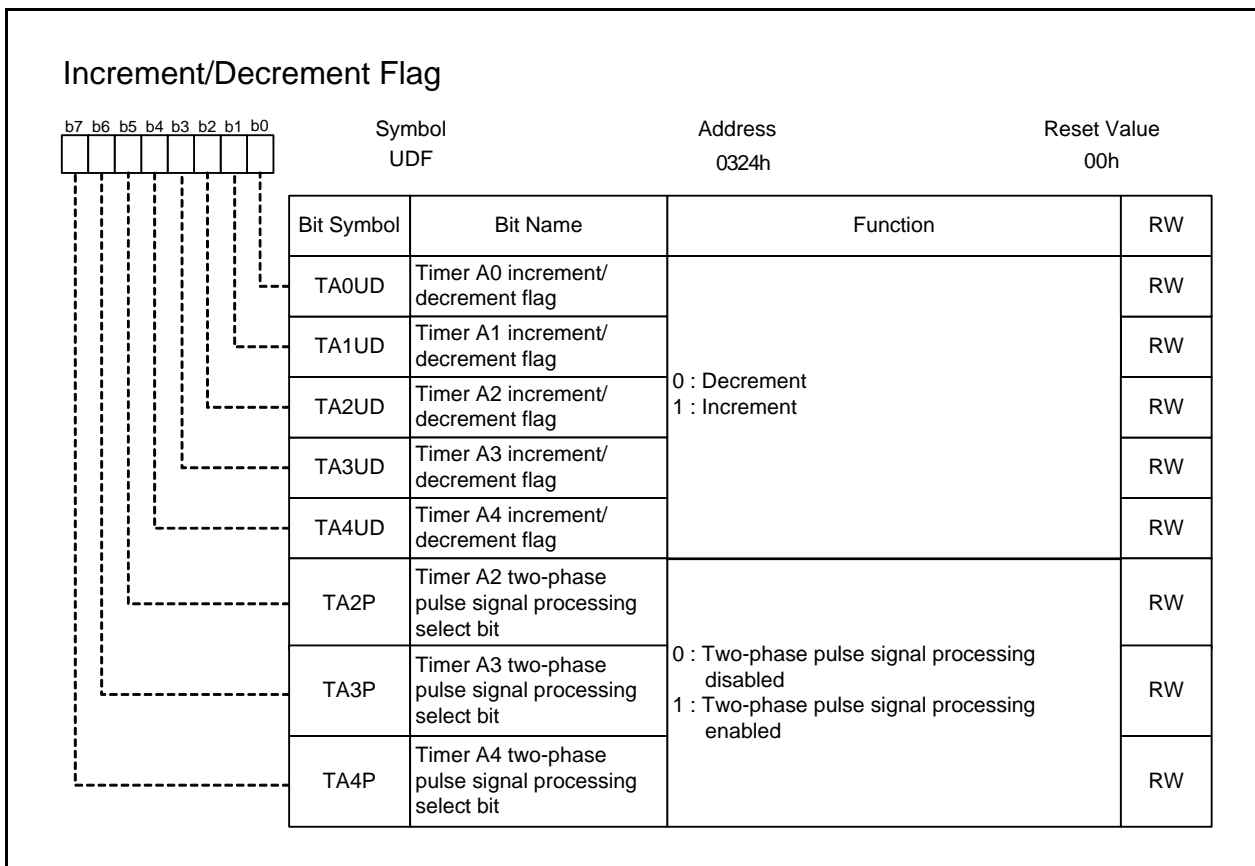 Increment/Decrement Flag
b7 b6 b5 b4 b3 b2 b1 b0
Symbol Address Reset Value
UDF 0324h 00h
Bit Symbol Bit Name Function RW
TA0UD Timer A0 increment/
decrement flag RW
TA1UD Timer A1 increment/
decrement flag RW
TA2UD Timer A2 increment/
decrement flag RW
TA3UD Timer A3 increment/
decrement flag RW
TA4UD Timer A4 increment/
decrement flag RW
0 : Decrement
1 : Increment
TA2P Timer A2 two-phase
pulse signal processing
select bit RW
TA3P Timer A3 two-phase
pulse signal processing
select bit RW
TA4P Timer A4 two-phase
pulse signal processing
select bit RW
0 : Two-phase pulse signal processing
disabled
1 : Two-phase pulse signal processing
enabled